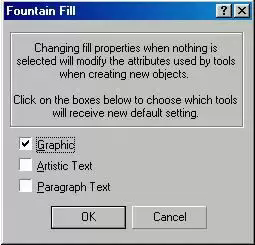 Fountain Fill
Changing fill properties when nothing is
selected will modify the attributes used by tools
when creating new objects.
Click on the boxes below to choose which tools
will receive new default setting.
Graphic
Artistic Text
Paragraph Text
OK Cancel